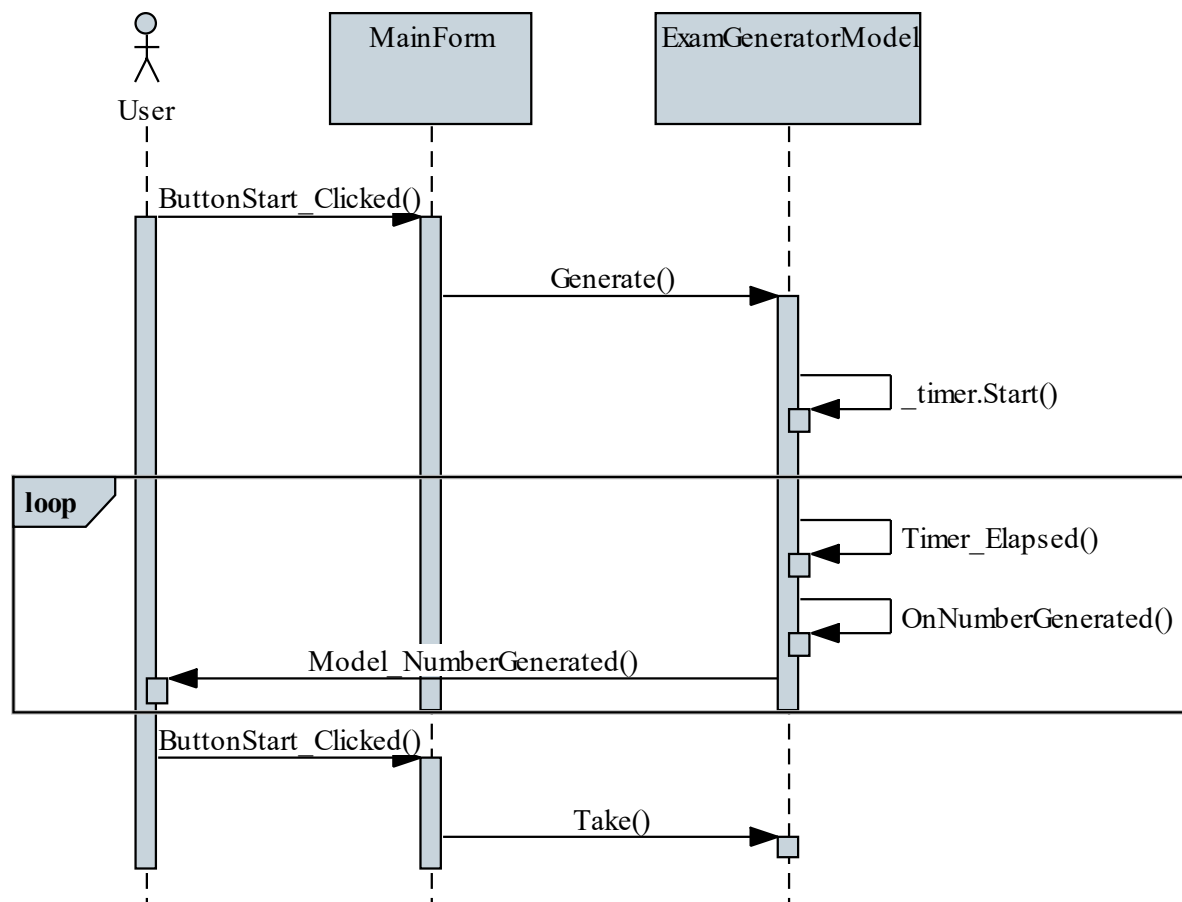 User
MainForm
ExamGeneratorModel
ButtonStart_Clicked()
Generate()
_timer.Start()
loop
Timer_Elapsed()
OnNumberGenerated()
Model_NumberGenerated()
ButtonStart_Clicked()
Take()